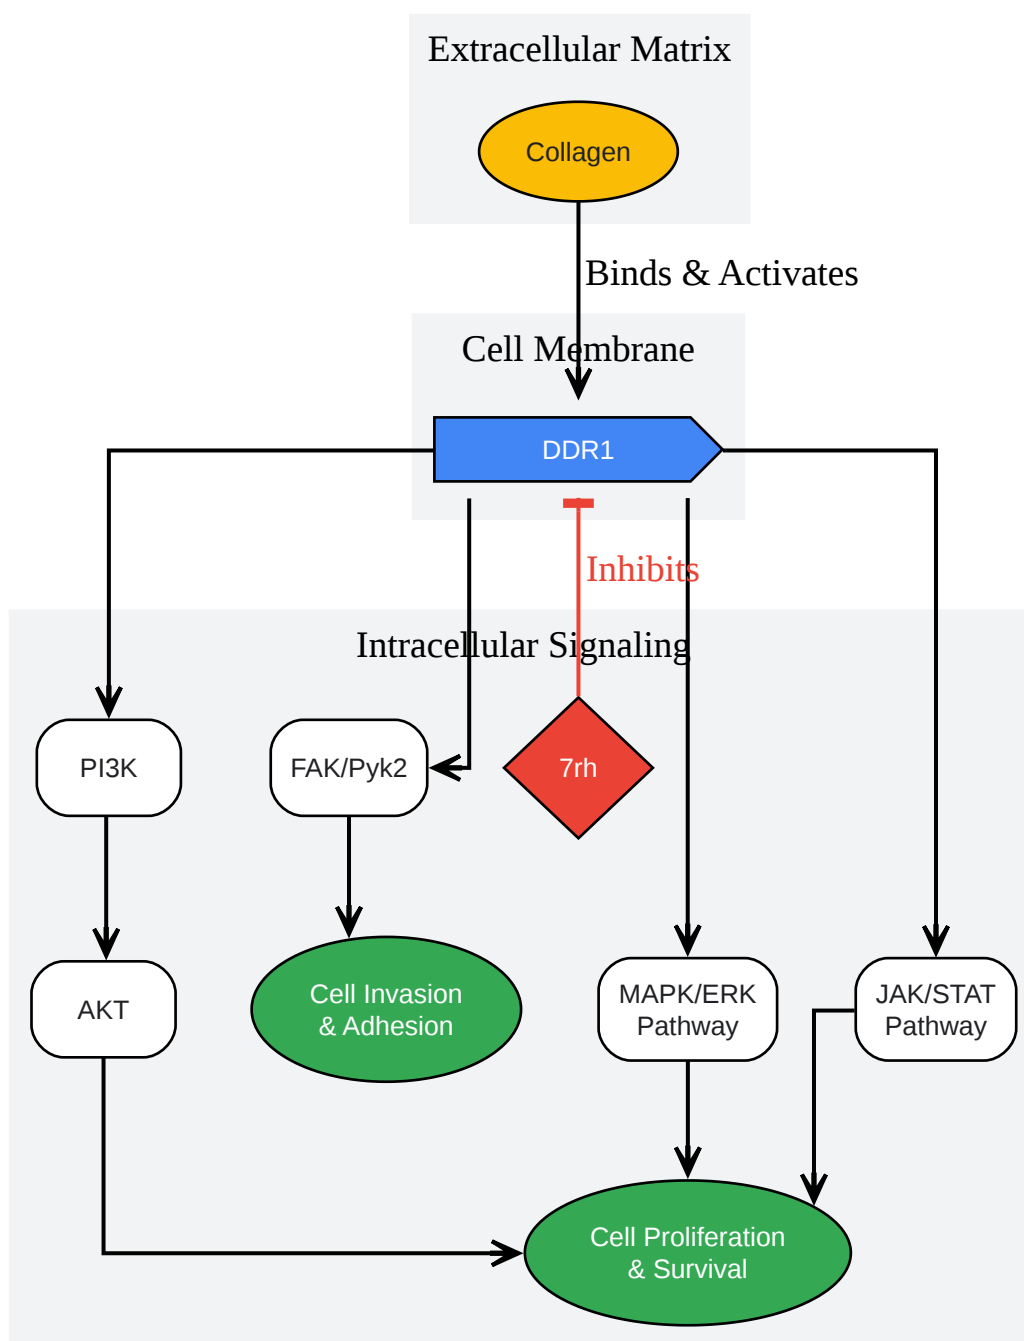 Extracellular Matrix
Collagen
Binds & Activates
Cell Membrane
DDR1
Inhibits
Intracellular Signaling
PI3K
FAK/Pyk2
7rh
AKT
Cell Invasion
& Adhesion
MAPK/ERK
Pathway
JAK/STAT
Pathway
Cell Proliferation
& Survival